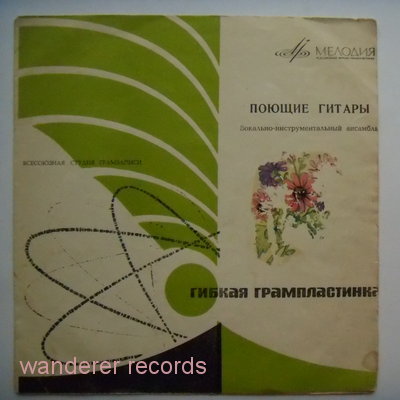 МЕЛОДИЯ
ПОЮЩИЕ ГИТАРЫ
Вокально-инструментальный ансамбль
ВСЕСОЮЗНАЯ СТУДИЯ ГРАМЗАПИСИ
ГИБКАЯ ГРАМПЛАСТИНКА
wanderer records